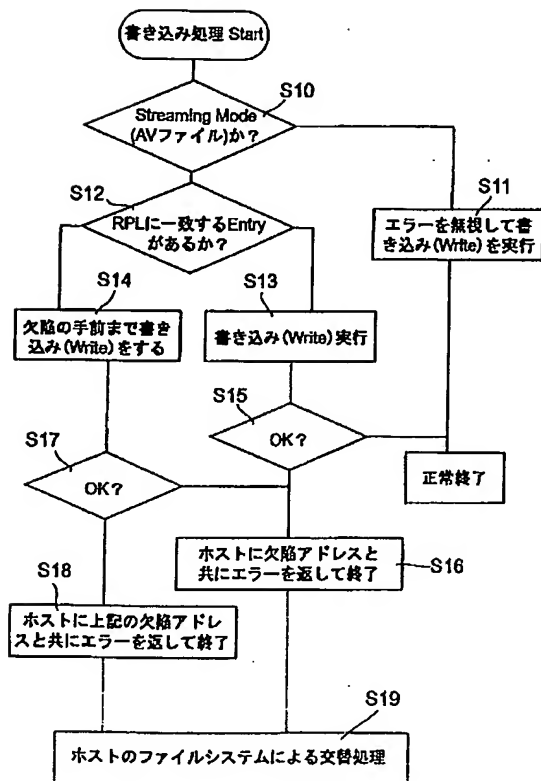 書き込み処理 Start
S10
Streaming Mode
(AVファイル)か？
S12
RPLに一致するEntry
があるか？
S11
エラーを無視して書
き込み(Write)を実行
S14
欠陥の手前まで書き
込み(Write)をする
S13
書き込み(Write)実行
S15
OK？
S17
OK？
正常終了
ホストに欠陥アドレスと
共にエラーを返して終了
S16
S18
ホストに上記の欠陥アドレ
スと共にエラーを返して終了
S19
ホストのファイルシステムによる交替処理